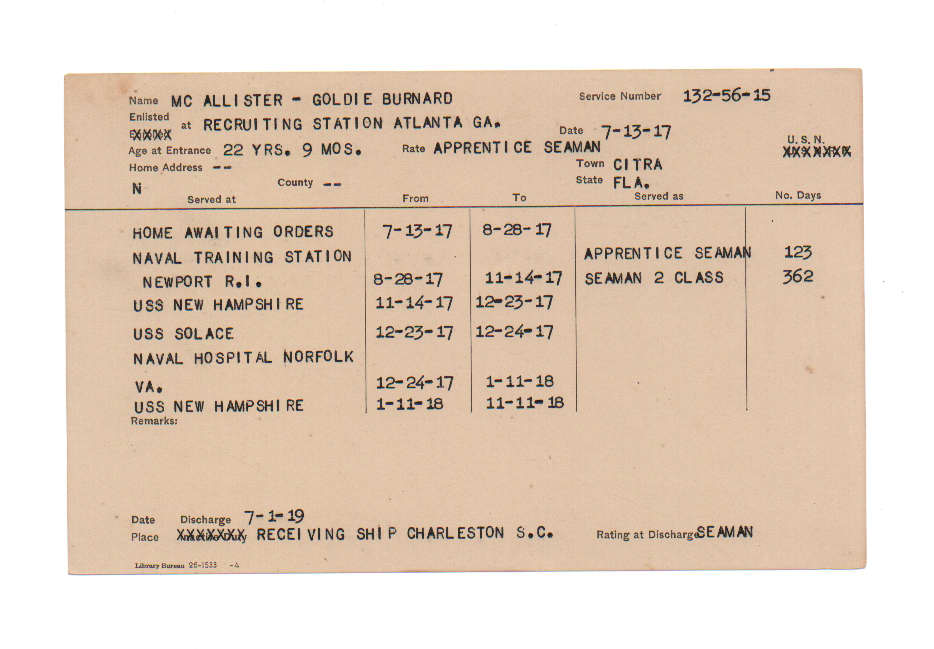 Name MC ALLISTER - GOLDIE BURNARD Service Number 132-56-15
Enlisted at RECRUITING STATION ATLANTA GA. Date 7-13-17
U. S. N.
Age at Entrance 22 YRS. 9 MOS. Rate APPRENTICE SEAMAN
Home Address -- Town CITRA
N County -- State FLA.
Served at From To Served as No. Days
HOME AWAITING ORDERS 7-13-17 8-28-17
NAVAL TRAINING STATION APPRENTICE SEAMAN 123
NEWPORT R.I. 8-28-17 11-14-17 SEAMAN 2 CLASS 362
USS NEW HAMPSHIRE 11-14-17 12-23-17
USS SOLACE 12-23-17 12-24-17
NAVAL HOSPITAL NORFOLK
VA. 12-24-17 1-11-18
USS NEW HAMPSHIRE 1-11-18 11-11-18
Remarks:
Date Discharge 7-1-19
Place Inactive Duty RECEIVING SHIP CHARLESTON S.C. Rating at Discharge SEAMAN
Library Bureau 26-1533 -4